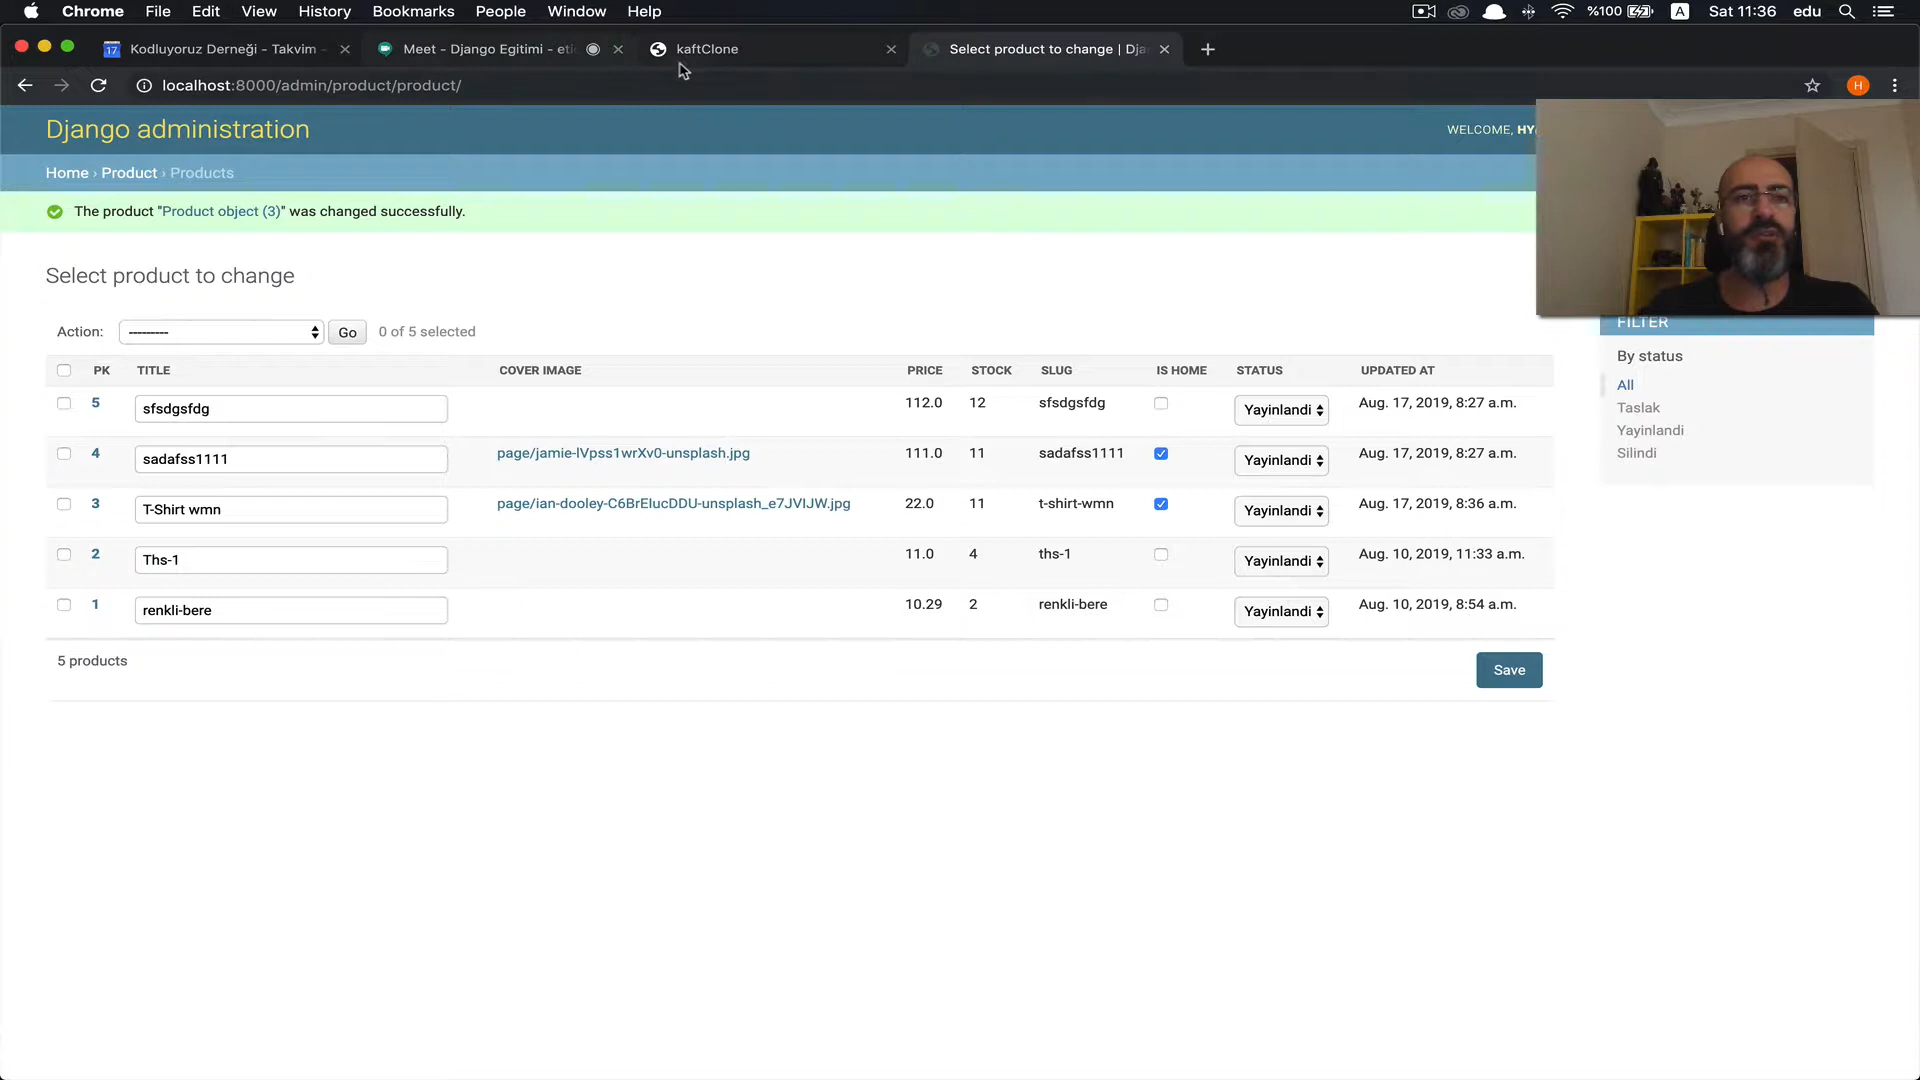 Chrome File Edit View History Bookmarks People Window Help %100 A Sat 11:36 edu
17 Kodluyoruz Derneği - Takvim - Meet - Django Egitimi - eti kaftClone Select product to change | Dja
localhost:8000/admin/product/product/ H
Django administration
WELCOME, HY
Home › Product › Products
The product "Product object (3)" was changed successfully.
Select product to change
Action: --------- Go 0 of 5 selected
PK TITLE COVER IMAGE PRICE STOCK SLUG IS HOME STATUS UPDATED AT
5 sfsdgsfdg 112.0 12 sfsdgsfdg Yayinlandi Aug. 17, 2019, 8:27 a.m.
4 sadafss1111 page/jamie-lVpss1wrXv0-unsplash.jpg 111.0 11 sadafss1111 Yayinlandi Aug. 17, 2019, 8:27 a.m.
3 T-Shirt wmn page/ian-dooley-C6BrElucDDU-unsplash_e7JVIJW.jpg 22.0 11 t-shirt-wmn Yayinlandi Aug. 17, 2019, 8:36 a.m.
2 Ths-1 11.0 4 ths-1 Yayinlandi Aug. 10, 2019, 11:33 a.m.
1 renkli-bere 10.29 2 renkli-bere Yayinlandi Aug. 10, 2019, 8:54 a.m.
5 products
Save
FILTER
By status
All
Taslak
Yayinlandi
Silindi